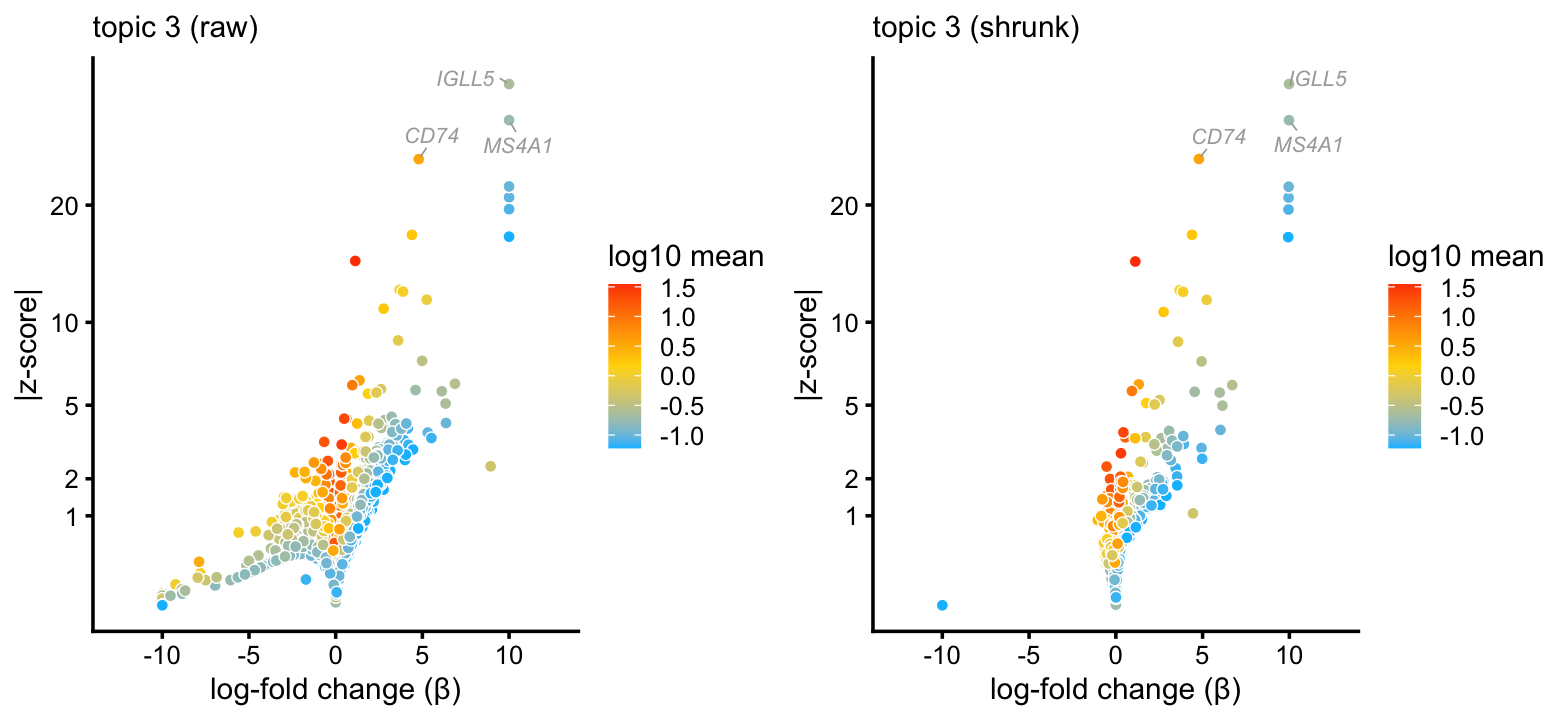 topic 3 (raw)
IGLL5
CD74
MS4A1
20
10
5
2
1
|z-score|
-10 -5 0 5 10
log-fold change (β)
log10 mean
1.5
1.0
0.5
0.0
-0.5
-1.0
topic 3 (shrunk)
IGLL5
CD74
MS4A1
20
10
5
2
1
|z-score|
-10 -5 0 5 10
log-fold change (β)
log10 mean
1.5
1.0
0.5
0.0
-0.5
-1.0